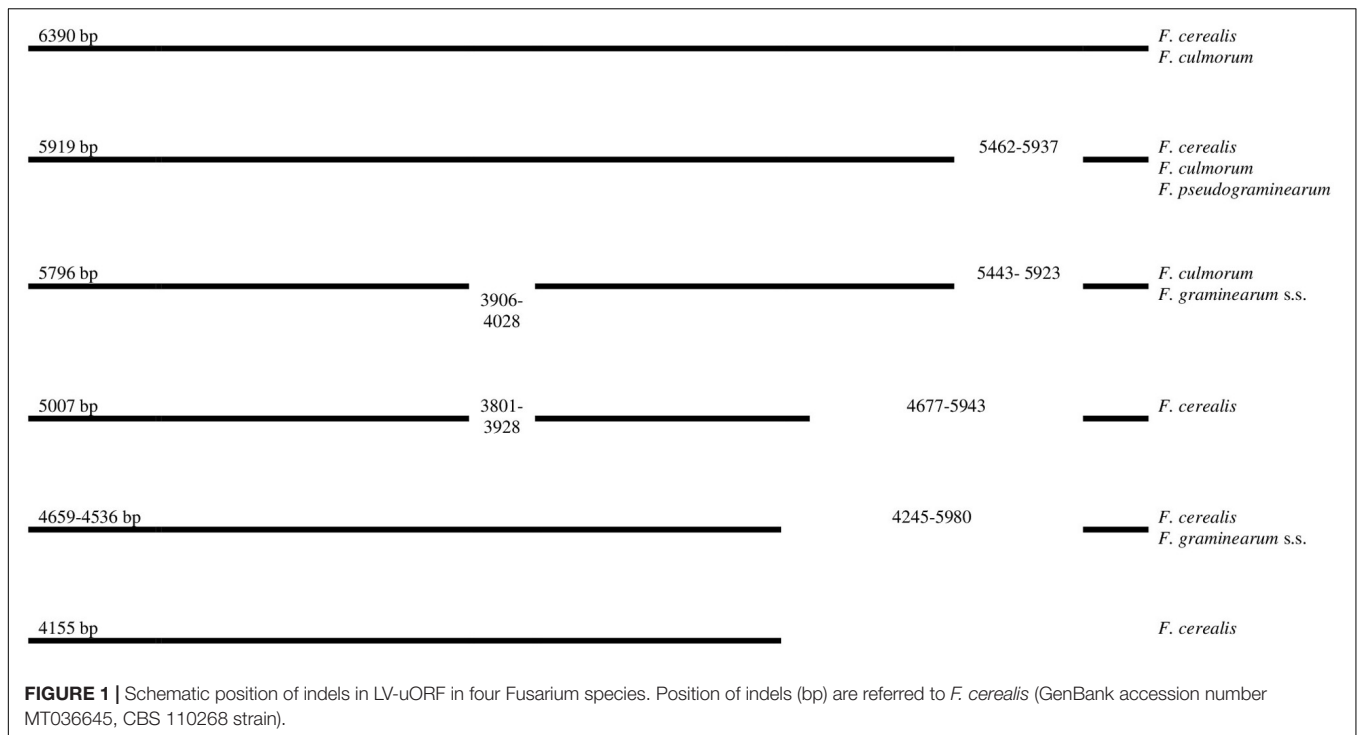 6390 bp
F. cerealis
F. culmorum
5919 bp
5462-5937
F. cerealis
F. culmorum
F. pseudograminearum
5796 bp
3906-
4028
5443- 5923
F. culmorum
F. graminearum s.s.
5007 bp
3801-
3928
4677-5943
F. cerealis
4659-4536 bp
4245-5980
F. cerealis
F. graminearum s.s.
4155 bp
F. cerealis
FIGURE 1 | Schematic position of indels in LV-uORF in four Fusarium species. Position of indels (bp) are referred to F. cerealis (GenBank accession number
MT036645, CBS 110268 strain).